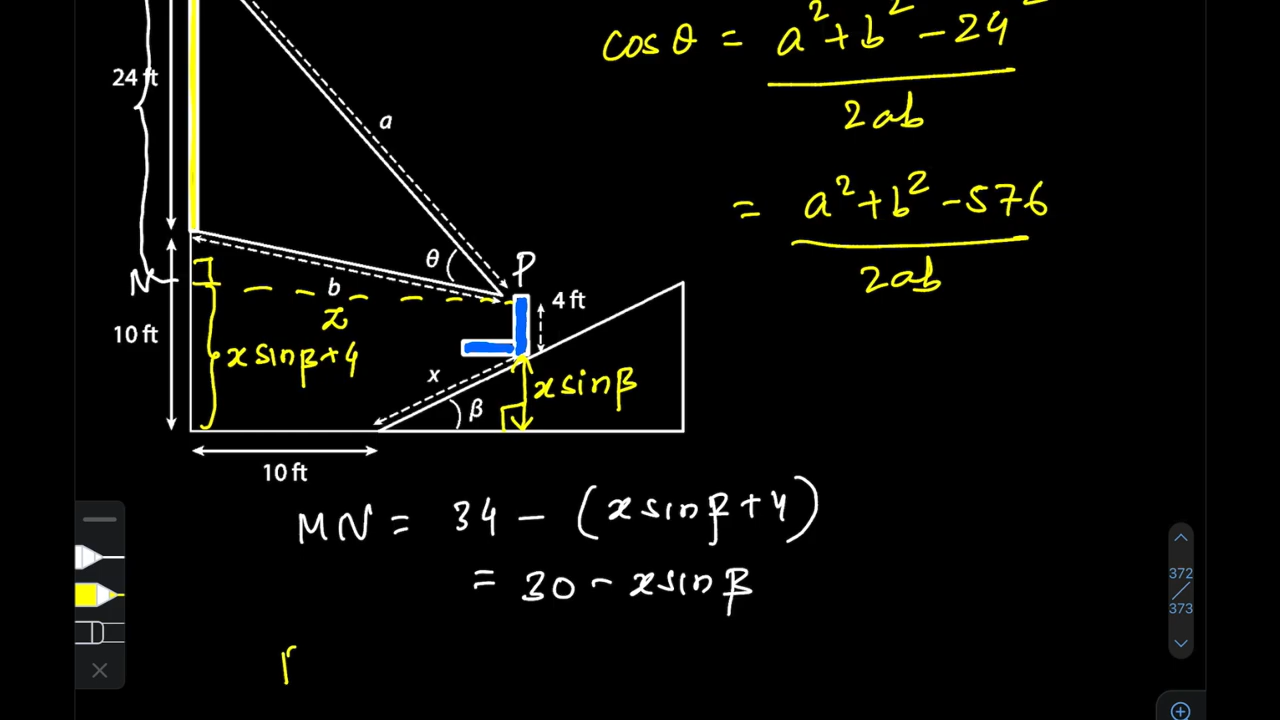 cos θ = a² + b² - 24²
2ab
24 ft
a
= a² + b² - 576
2ab
θ
P
N
b
4 ft
z
10 ft
x sin β + 4
x
β
x sin β
10 ft
MN = 34 - (x sin β + 4)
= 30 - x sin β
372
373